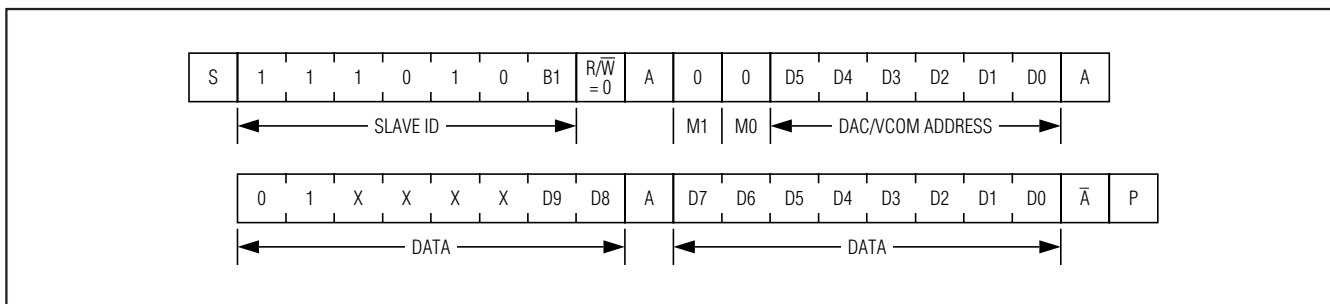 S 1 1 1 0 1 0 B1 R/W̅ = 0 A 0 0 D5 D4 D3 D2 D1 D0 A
SLAVE ID M1 M0 DAC/VCOM ADDRESS
0 1 X X X X D9 D8 A D7 D6 D5 D4 D3 D2 D1 D0 A̅ P
DATA DATA